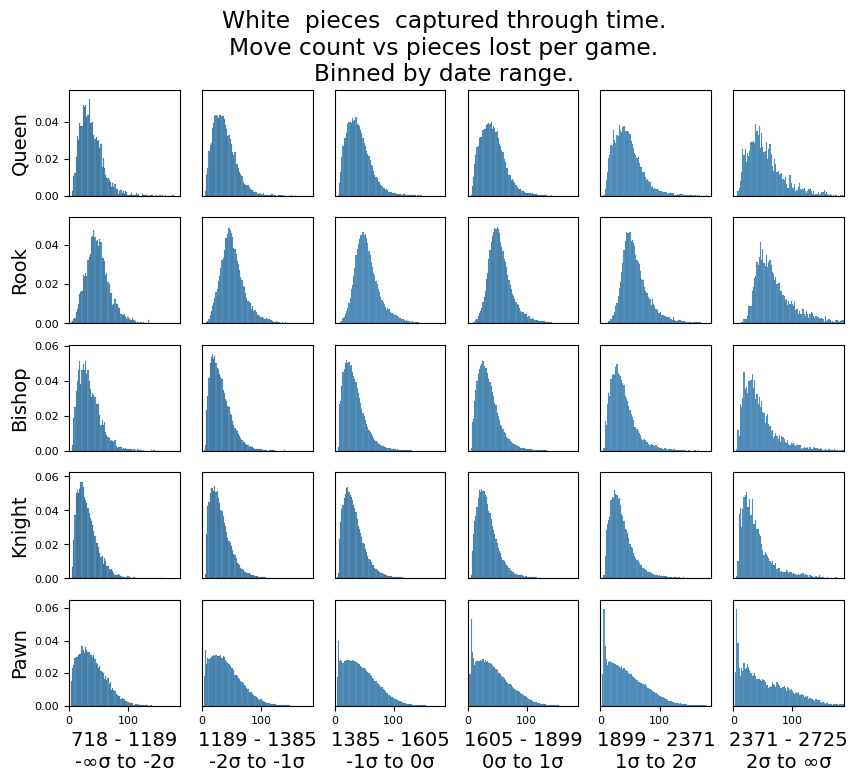 White pieces captured through time.
Move count vs pieces lost per game.
Binned by date range.
Queen
0.04
0.02
0.00
Rook
0.04
0.02
0.00
Bishop
0.06
0.04
0.02
0.00
Knight
0.06
0.04
0.02
0.00
Pawn
0.06
0.04
0.02
0.00
0 100 0 100 0 100 0 100 0 100 0 100
718 - 1189 1189 - 1385 1385 - 1605 1605 - 1899 1899 - 2371 2371 - 2725
-∞σ to -2σ -2σ to -1σ -1σ to 0σ 0σ to 1σ 1σ to 2σ 2σ to ∞σ